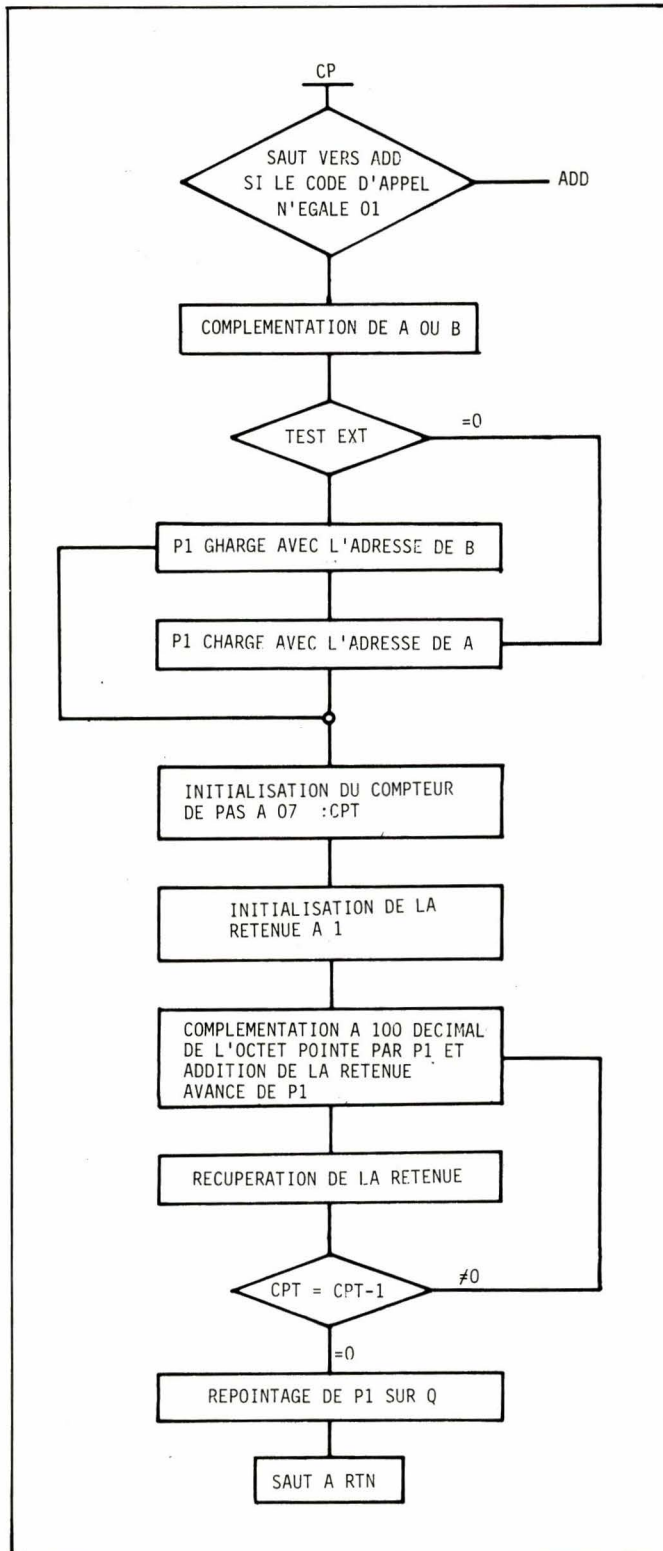 CP
SAUT VERS ADD
SI LE CODE D'APPEL
N'EGALE 01
ADD
COMPLEMENTATION DE A OU B
TEST EXT
=0
P1 GHARGE AVEC L'ADRESSE DE B
P1 CHARGE AVEC L'ADRESSE DE A
INITIALISATION DU COMPTEUR
DE PAS A 07 :CPT
INITIALISATION DE LA
RETENUE A 1
COMPLEMENTATION A 100 DECIMAL
DE L'OCTET POINTE PAR P1 ET
ADDITION DE LA RETENUE
AVANCE DE P1
RECUPERATION DE LA RETENUE
CPT = CPT-1
≠0
=0
REPOINTAGE DE P1 SUR Q
SAUT A RTN